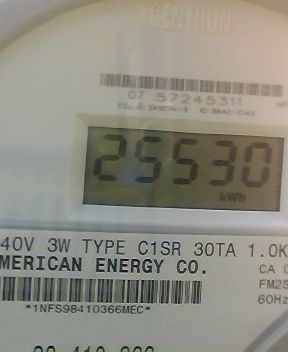 CENTRON
07 57245311
25530
kWh
40V 3W TYPE C1SR 30TA 1.0K
MERICAN ENERGY CO.
CA 0
FM2S
60Hz
*1NFS98410366MEC*